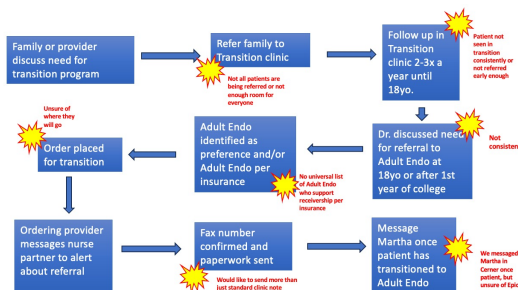 Family or provider
discuss need for
transition program
Refer family to
Transition clinic
Not all patients are
being referred or not
enough room for
everyone
Follow up in
Transition
clinic 2-3x a
year until
18yo.
Patient not
seen in
transition
consistently or
not referred
early enough
Unsure of
where they
will go
Order placed
for transition
Adult Endo
identified as
preference and/or
Adult Endo per
insurance
No universal list
of Adult Endo
who support
receivership per
insurance
Dr. discussed need
for referral to
Adult Endo at
18yo or after 1st
year of college
Not
consisten
Ordering provider
messages nurse
partner to alert
about referral
Fax number
confirmed and
paperwork sent
Would like to send more than
just standard clinic note
Message
Martha once
patient has
transitioned to
Adult Endo
We messaged
Martha in
Cerner once
patient, but
unsure of Epic